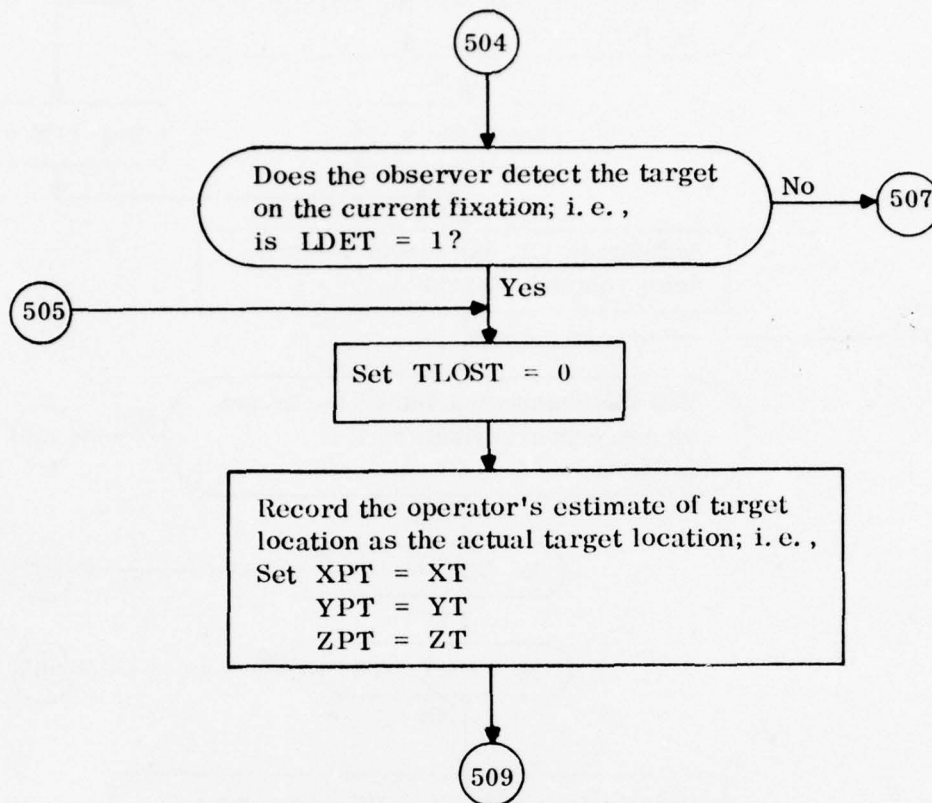 504
Does the observer detect the target
on the current fixation; i. e. ,
is LDET = 1?
No
507
Yes
505
Set TLOST = 0
Record the operator's estimate of target
location as the actual target location; i. e. ,
Set XPT = XT
YPT = YT
ZPT = ZT
509